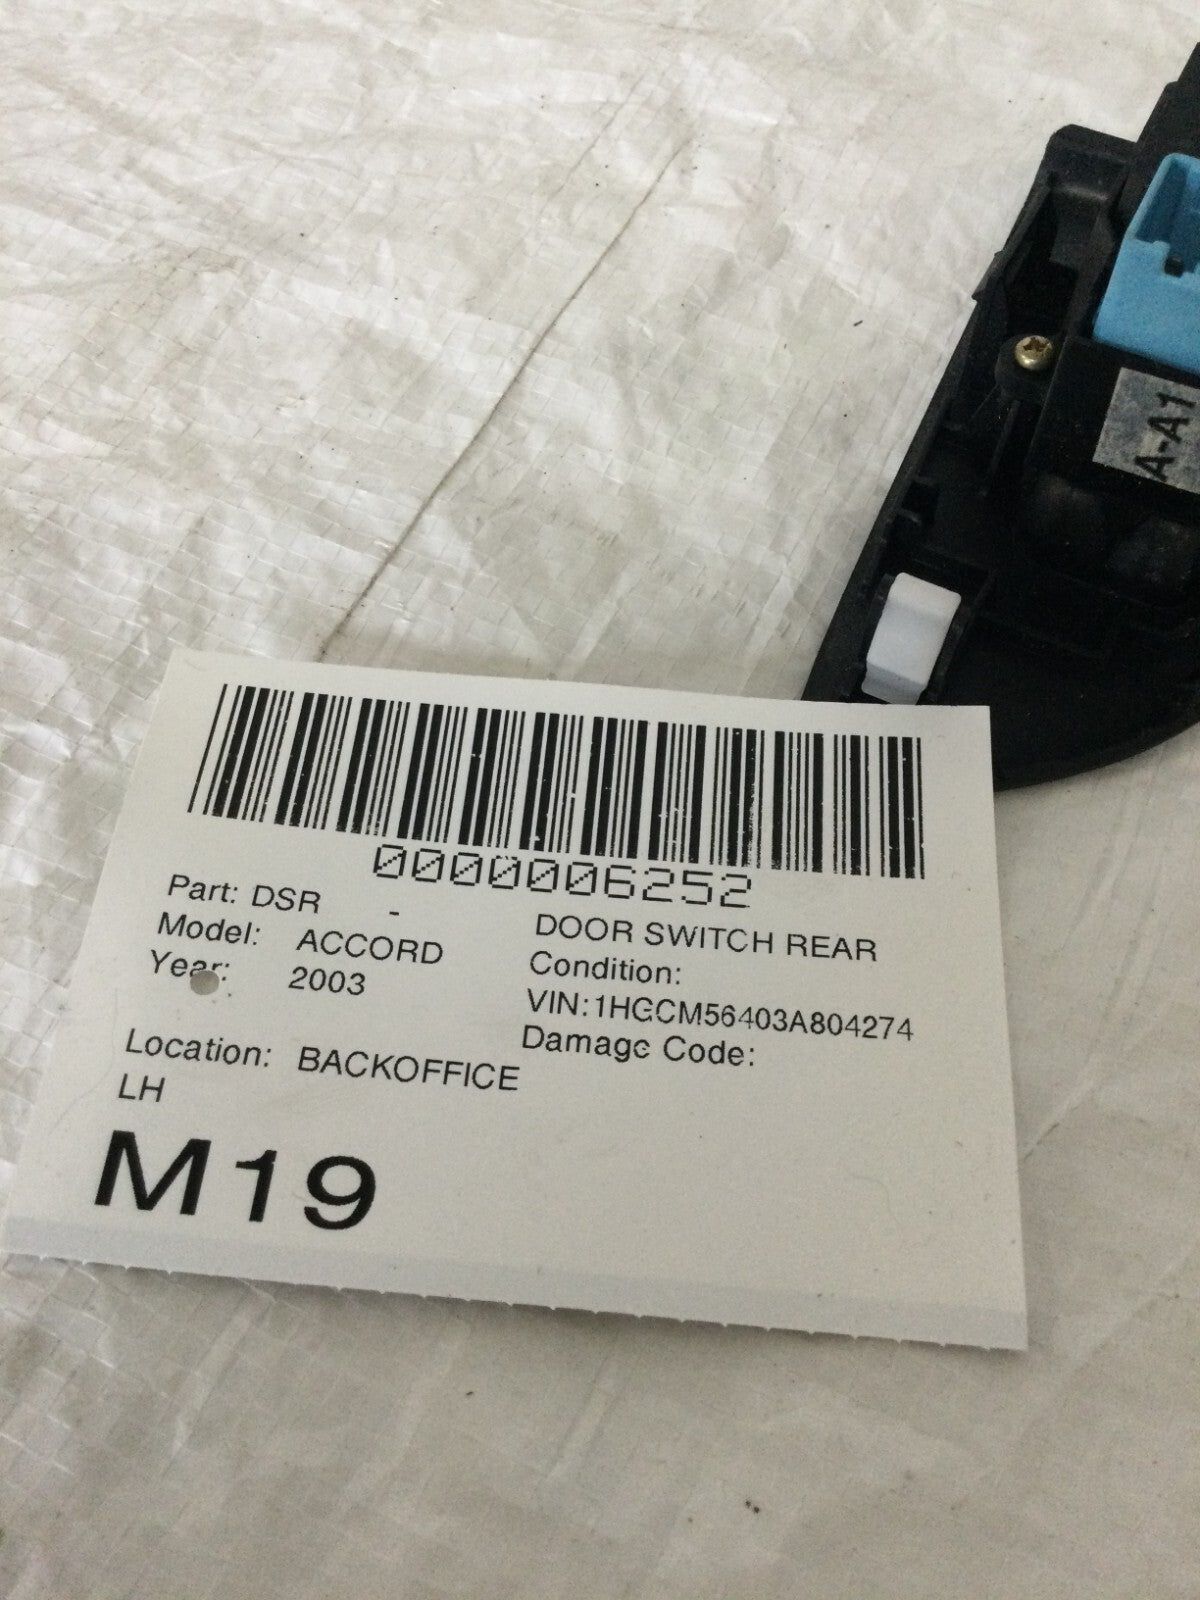 A-A1
0000006252
Part: DSR - DOOR SWITCH REAR
Model: ACCORD Condition:
Year: 2003 VIN:1HGCM56403A804274
Location: BACKOFFICE Damage Code:
LH
M19